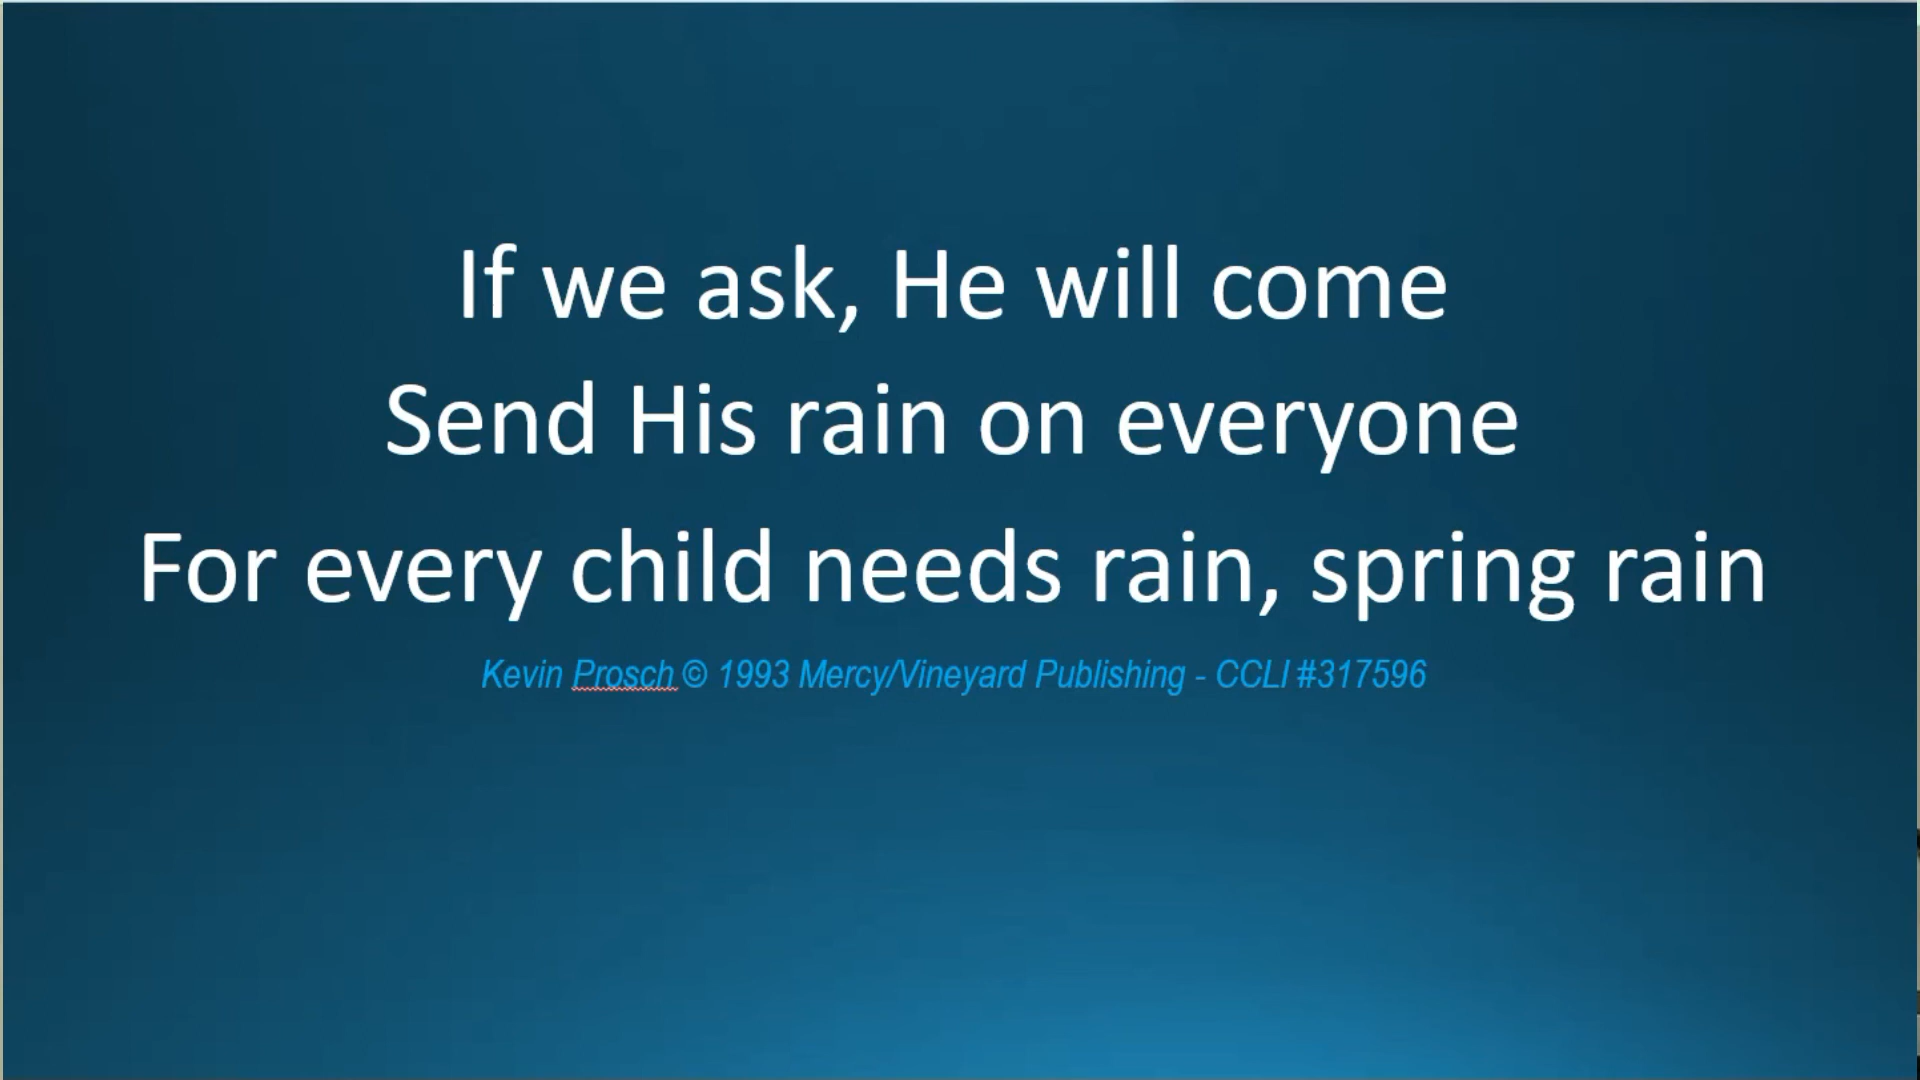 If we ask, He will come
Send His rain on everyone
For every child needs rain, spring rain
Kevin Prosch © 1993 Mercy/Vineyard Publishing - CCLI #317596